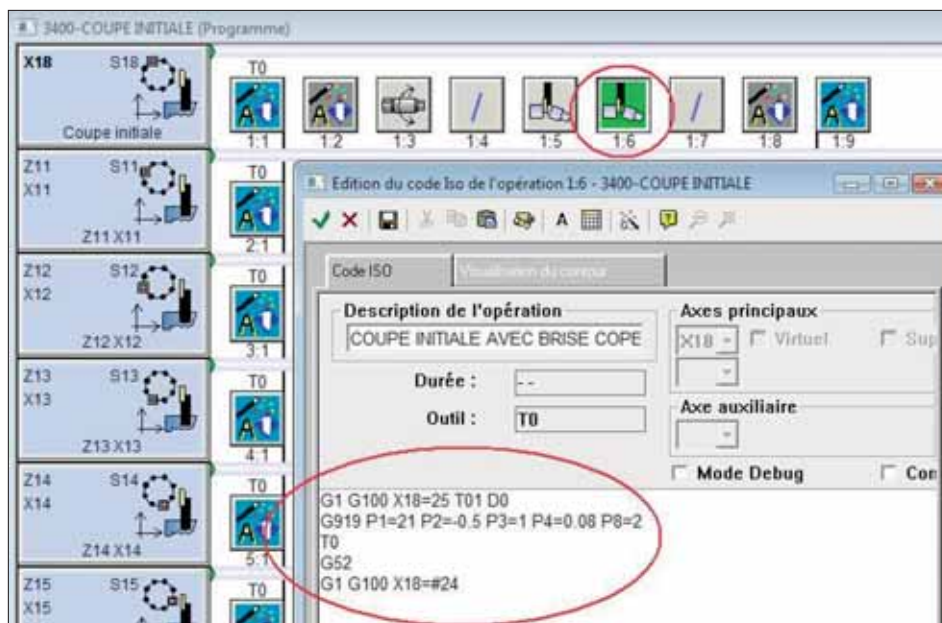 3400-COUPE INITIALE (Programme)
X18 S18
Coupe initiale
T0
1:1 1:2 1:3 1:4 1:5 1:6 1:7 1:8 1:9
Z11 S11
X11
Z11 X11
T0
2:1
Z12 S12
X12
Z12 X12
T0
3:1
Z13 S13
X13
Z13 X13
T0
4:1
Z14 S14
X14
Z14 X14
T0
5:1
Z15 S15
X15
T0
Edition du code Iso de l'opération 1:6 - 3400-COUPE INITIALE
Code ISO
Visualisation du contour
Description de l'opération
COUPE INITIALE AVEC BRISE COPE
Durée : --
Outil : T0
Axes principaux
X18 Virtuel Sup
Axe auxiliaire
Mode Debug Con
G1 G100 X18=25 T01 D0
G919 P1=21 P2=-0.5 P3=1 P4=0.08 P8=2
T0
G52
G1 G100 X18=#24